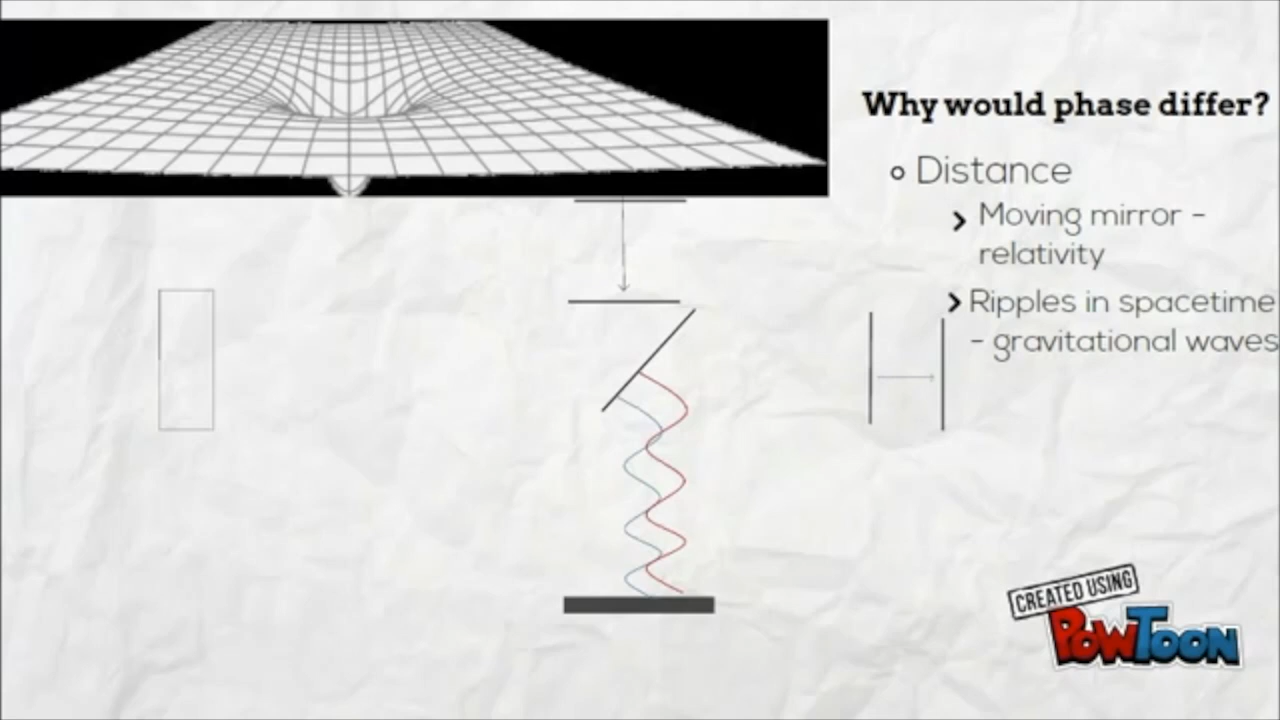 Why would phase differ?
Distance
Moving mirror -
relativity
Ripples in spacetime
- gravitational waves
CREATED USING
POWTOON